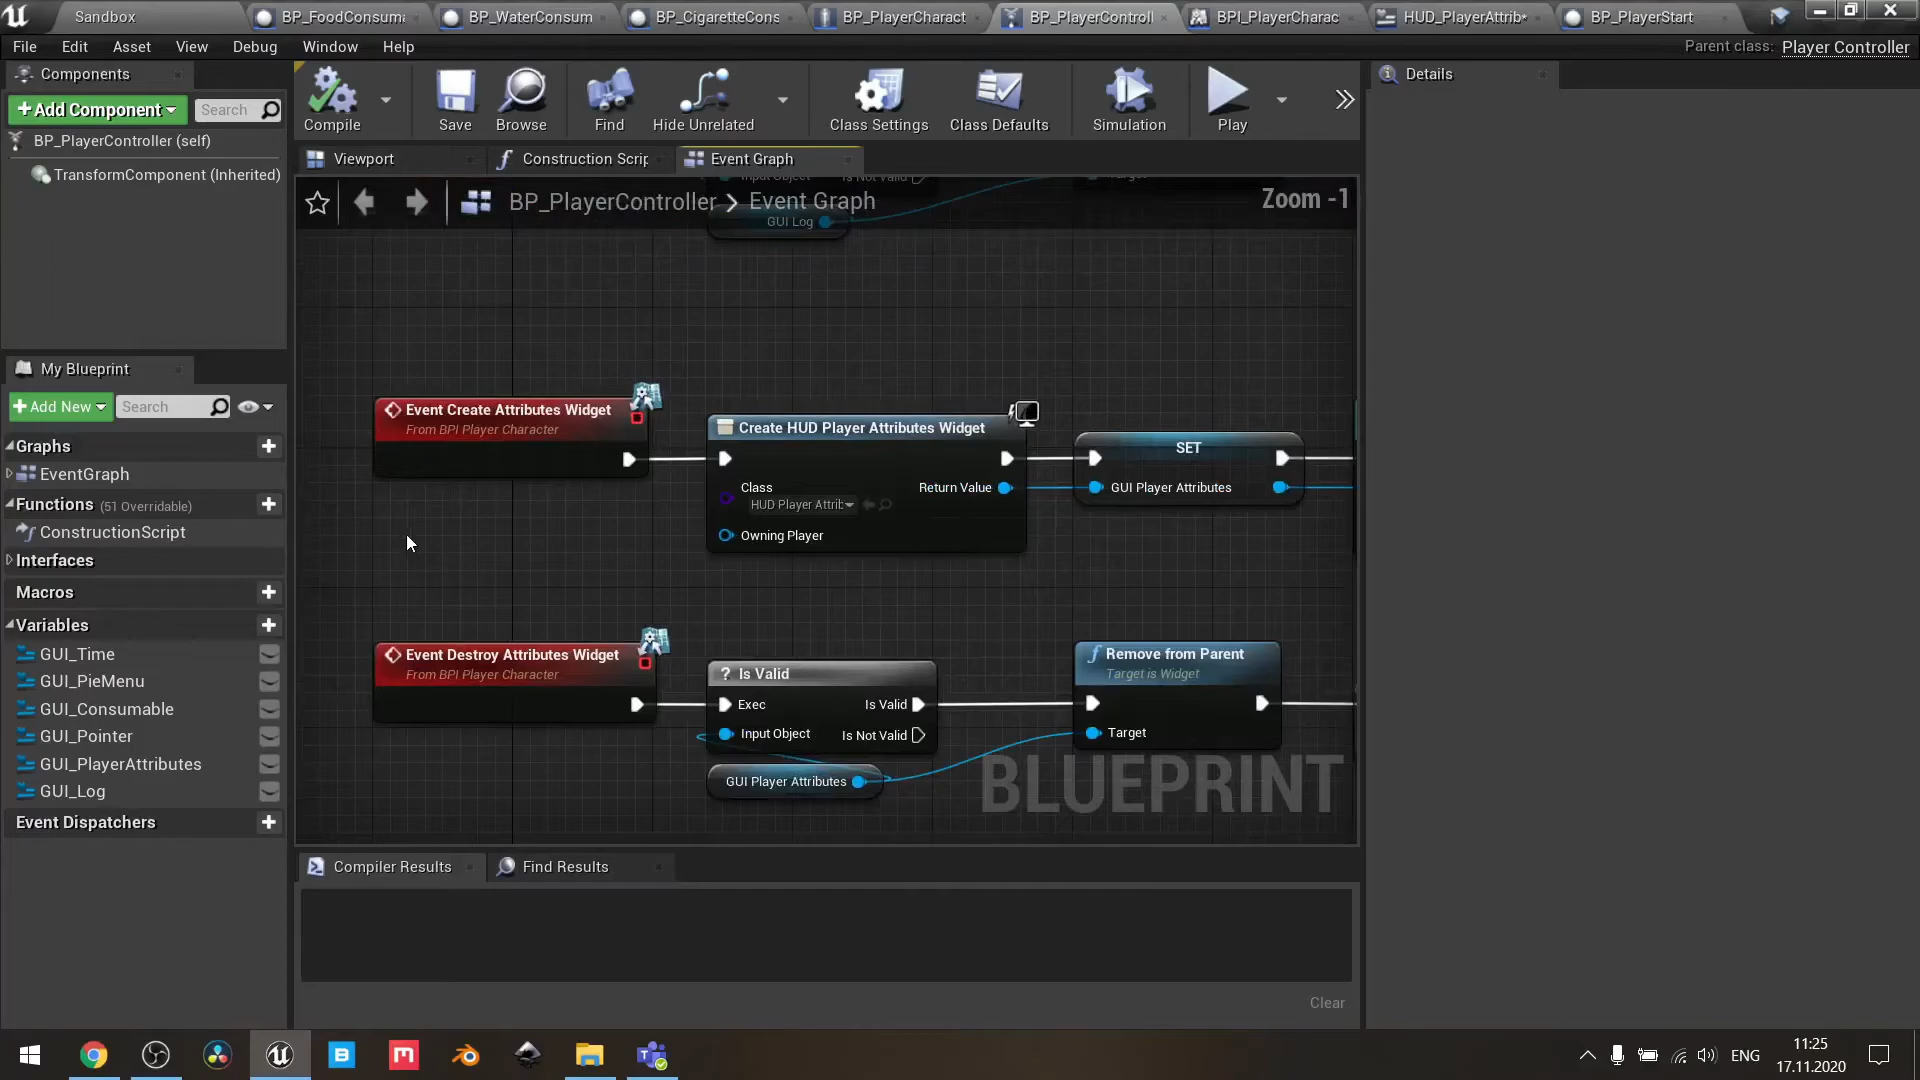 Sandbox
BP_FoodConsum
BP_WaterConsum
BP_CigaretteCons
BP_PlayerCharact
BP_PlayerControll
BPI_PlayerCharac
HUD_PlayerAttrib*
BP_PlayerStart
File Edit Asset View Debug Window Help
Parent class: Player Controller
Components
Add Component
Search
BP_PlayerController (self)
TransformComponent (Inherited)
Compile
Save
Browse
Find
Hide Unrelated
Class Settings
Class Defaults
Simulation
Play
Details
Viewport
Construction Scrip
Event Graph
BP_PlayerController > Event Graph
Zoom -1
Input Object
Is Not Valid
Target
GUI Log
Event Create Attributes Widget
From BPI Player Character
Create HUD Player Attributes Widget
Class
HUD Player Attrib
Return Value
Owning Player
SET
GUI Player Attributes
Event Destroy Attributes Widget
From BPI Player Character
? Is Valid
Exec
Is Valid
Input Object
Is Not Valid
GUI Player Attributes
Remove from Parent
Target is Widget
Target
BLUEPRINT
My Blueprint
Add New
Search
Graphs
EventGraph
Functions (51 Overridable)
ConstructionScript
Interfaces
Macros
Variables
GUI_Time
GUI_PieMenu
GUI_Consumable
GUI_Pointer
GUI_PlayerAttributes
GUI_Log
Event Dispatchers
Compiler Results
Find Results
Clear
ENG
11:25
17.11.2020